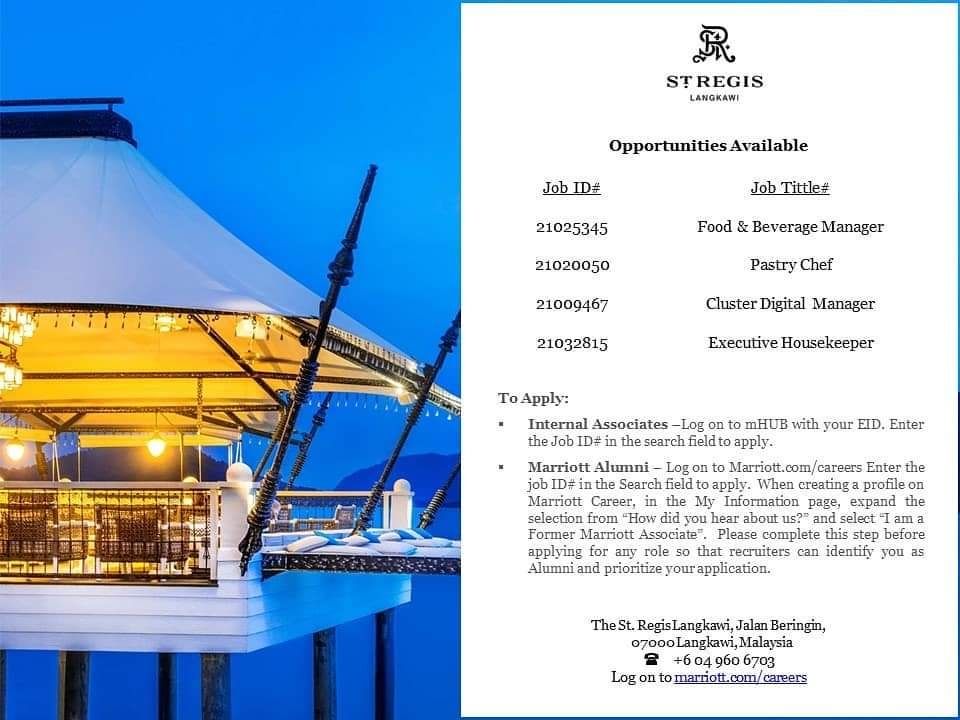 ST REGIS
LANGKAWI
Opportunities Available
Job ID# Job Tittle#
21025345 Food & Beverage Manager
21020050 Pastry Chef
21009467 Cluster Digital Manager
21032815 Executive Housekeeper
To Apply:
▪ Internal Associates –Log on to mHUB with your EID. Enter
the Job ID# in the search field to apply.
▪ Marriott Alumni – Log on to Marriott.com/careers Enter the
job ID# in the Search field to apply. When creating a profile on
Marriott Career, in the My Information page, expand the
selection from “How did you hear about us?” and select “I am a
Former Marriott Associate”. Please complete this step before
applying for any role so that recruiters can identify you as
Alumni and prioritize your application.
The St. Regis Langkawi, Jalan Beringin,
07000 Langkawi, Malaysia
☎ +6 04 960 6703
Log on to marriott.com/careers